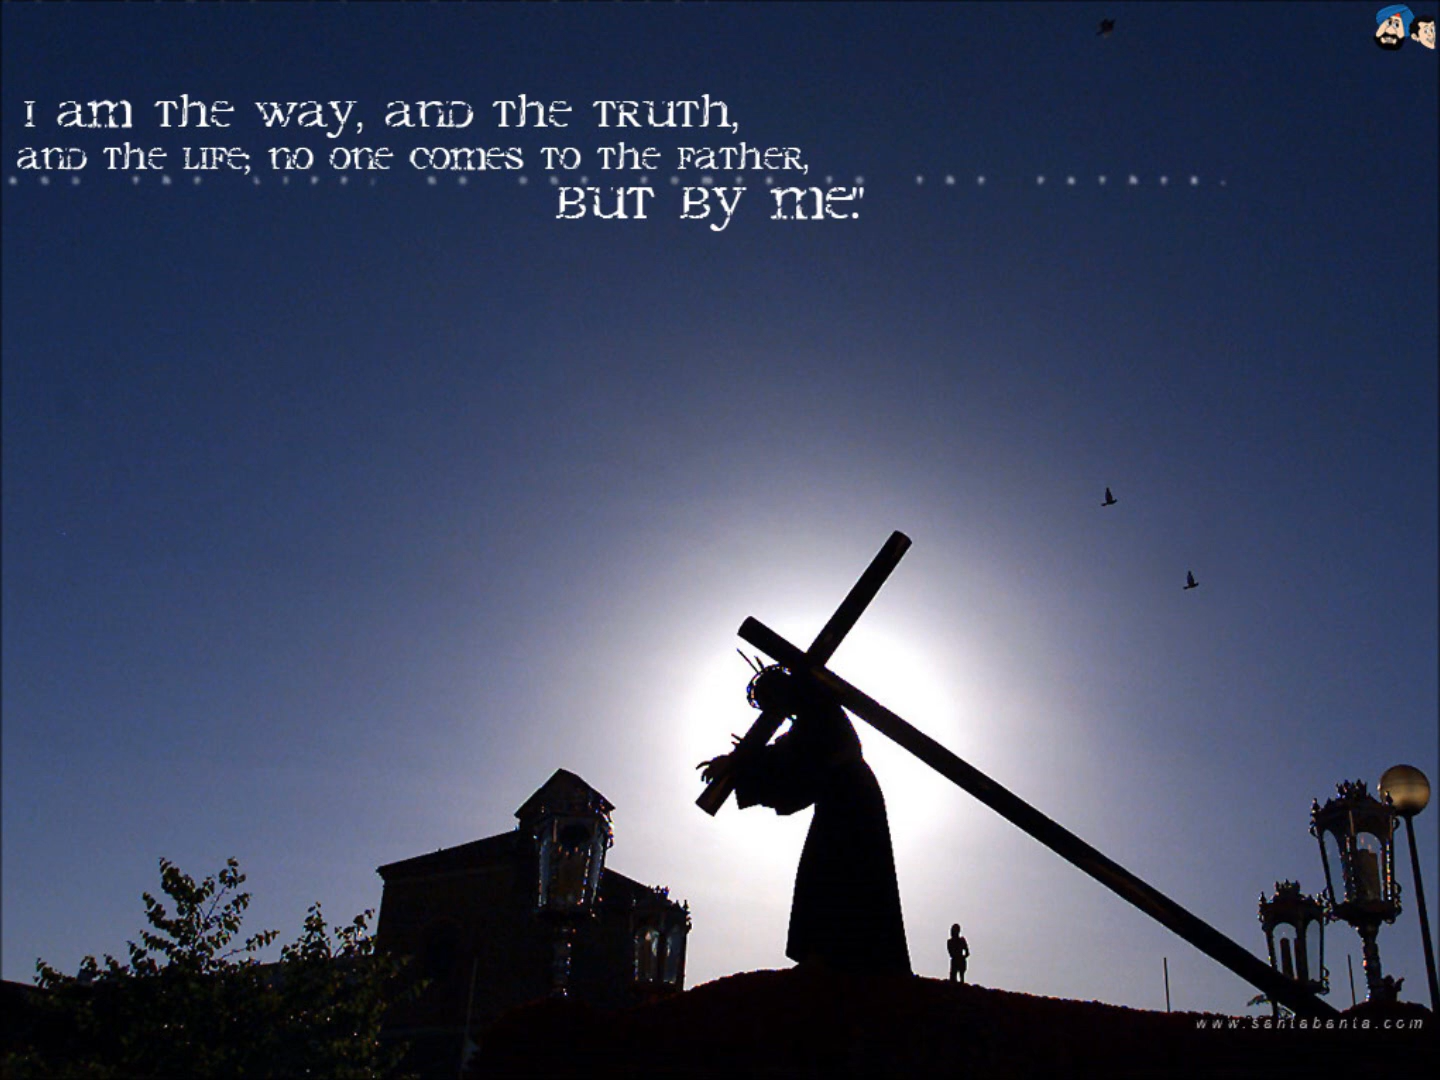 I am the way, and the truth,
and the life; no one comes to the Father,
but by me."
www.santabanta.com